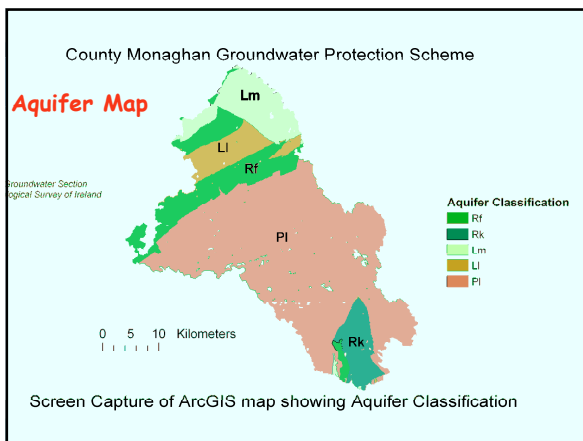 County Monaghan Groundwater Protection Scheme
Aquifer Map
Lm
Ll
Rf
Groundwater Section
ological Survey of Ireland
Pl
Aquifer Classification
Rf
Rk
Lm
Ll
Pl
0 5 10 Kilometers
Rk
Screen Capture of ArcGIS map showing Aquifer Classification